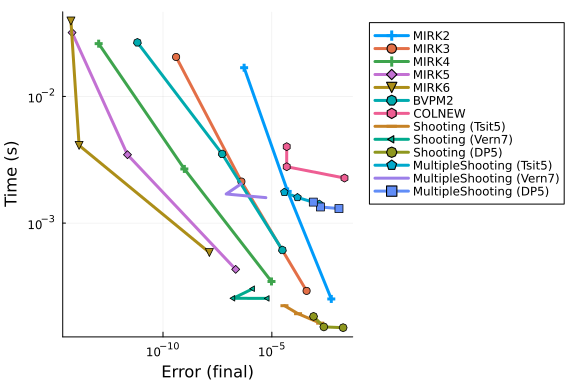 MIRK2
MIRK3
MIRK4
MIRK5
MIRK6
BVPM2
COLNEW
Shooting (Tsit5)
Shooting (Vern7)
Shooting (DP5)
MultipleShooting (Tsit5)
MultipleShooting (Vern7)
MultipleShooting (DP5)
Time (s)
10⁻²
10⁻³
10⁻¹⁰
10⁻⁵
Error (final)